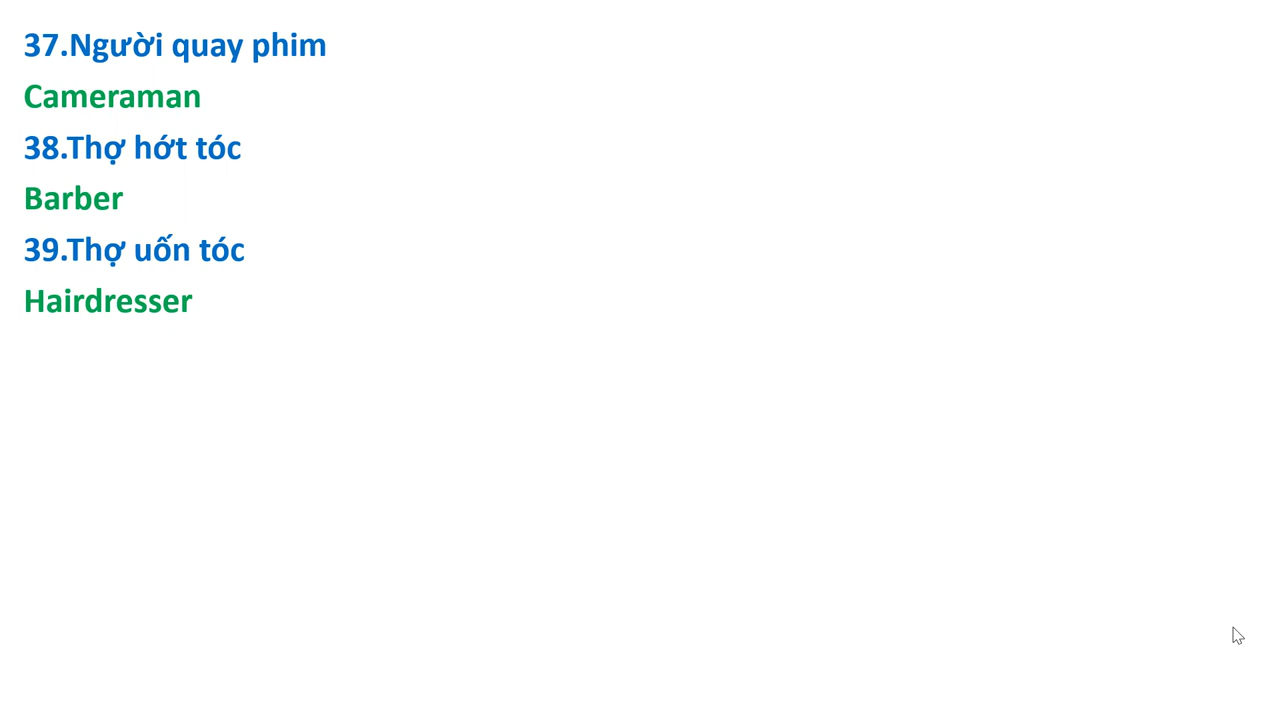 37.Người quay phim
Cameraman
38.Thợ hớt tóc
Barber
39.Thợ uốn tóc
Hairdresser